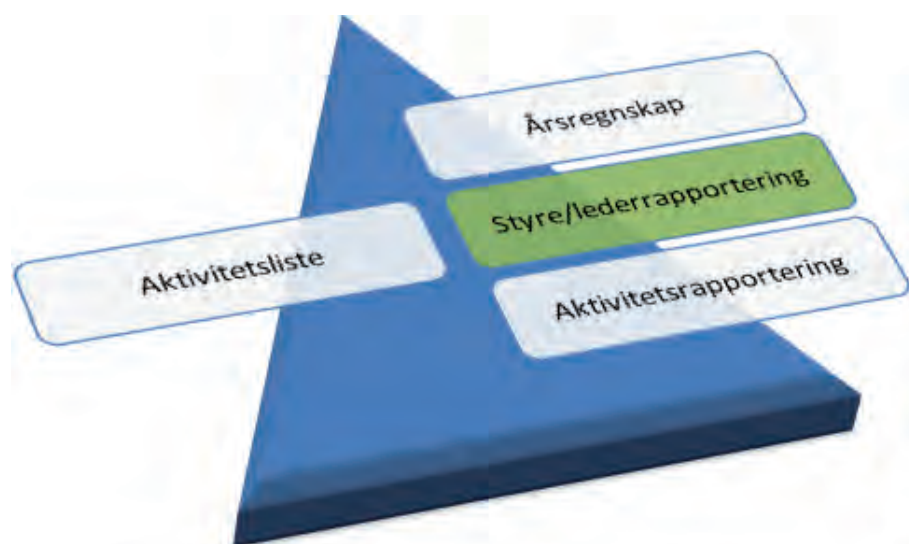 Årsregnskap
Styre/lederrapportering
Aktivitetsliste
Aktivitetsrapportering